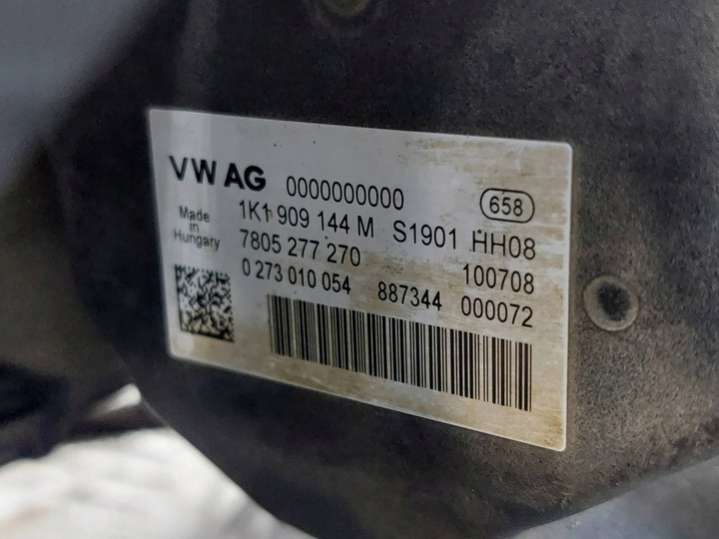 VW AG 0000000000 658
Made in Hungary
1K1 909 144 M S1901 HH08
7805 277 270 100708
0 273 010 054 887344 000072